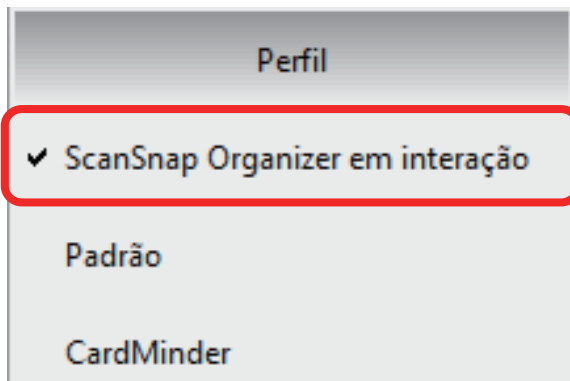 Perfil
✔ ScanSnap Organizer em interação
Padrão
CardMinder